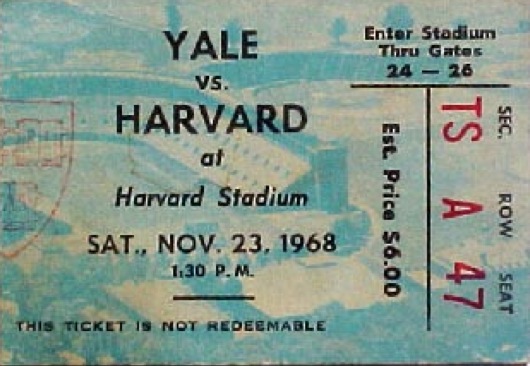 YALE
VS.
HARVARD
at
Harvard Stadium
SAT., NOV. 23, 1968
1:30 P.M.
THIS TICKET IS NOT REDEEMABLE
Enter Stadium
Thru Gates
24 — 26
Est. Price $6.00
SEC. ROW SEAT
TS A 47